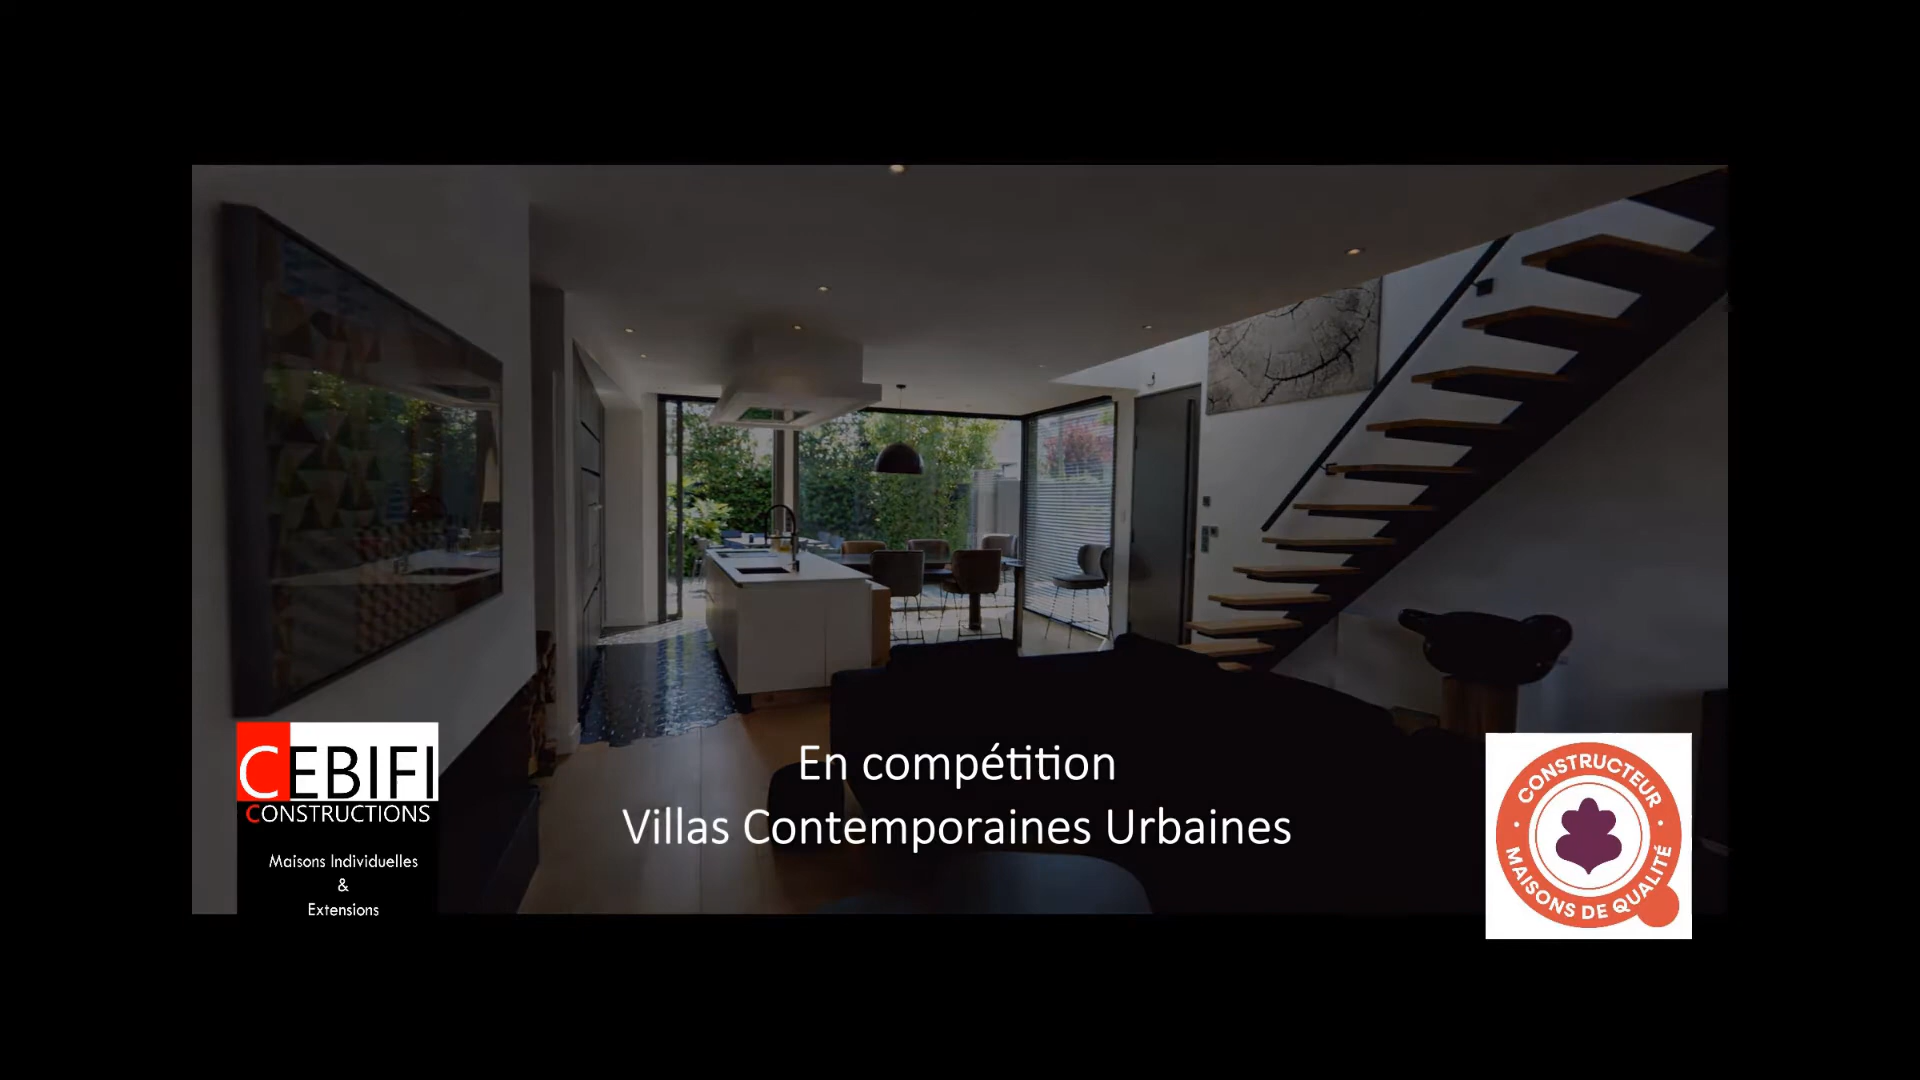 En compétition
Villas Contemporaines Urbaines
CEBIFI
CONSTRUCTIONS
Maisons Individuelles
&
Extensions
CONSTRUCTEUR
MAISONS DE QUALITÉ